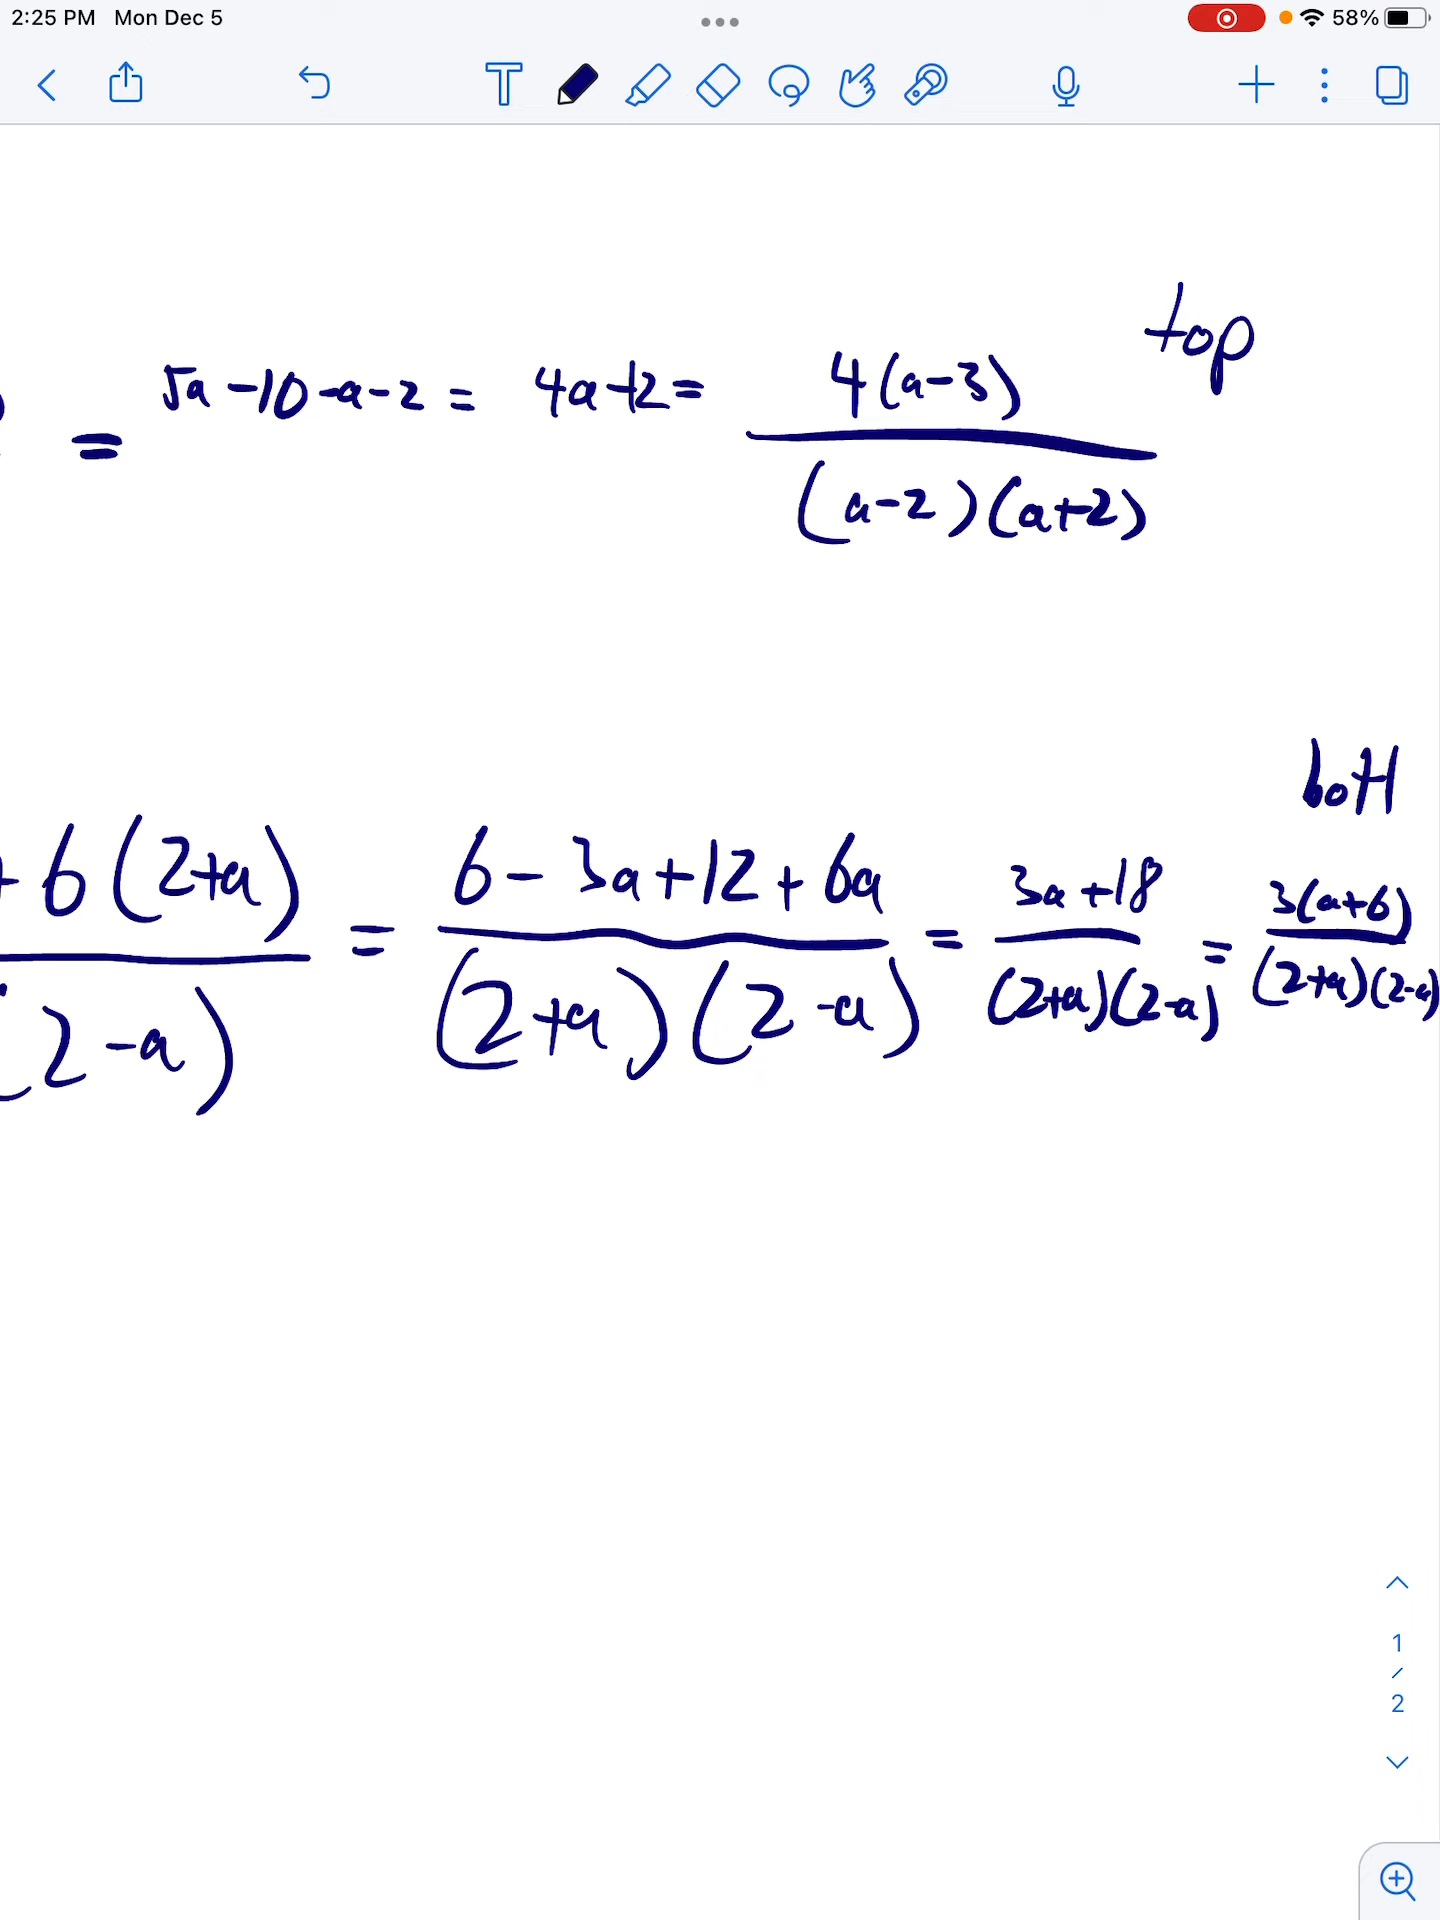 2:25 PM Mon Dec 5
58%
T
top
= 5a -10 -a -2 = 4a -12 = 4(a-3)
(a-2)(a+2)
bott
+ 6(2+a) = 6 - 3a +12 + 6a = 3a +18 = 3(a+6)
(2-a) (2+a)(2-a) (2+a)(2-a) (2+a)(2-a)
1
/
2